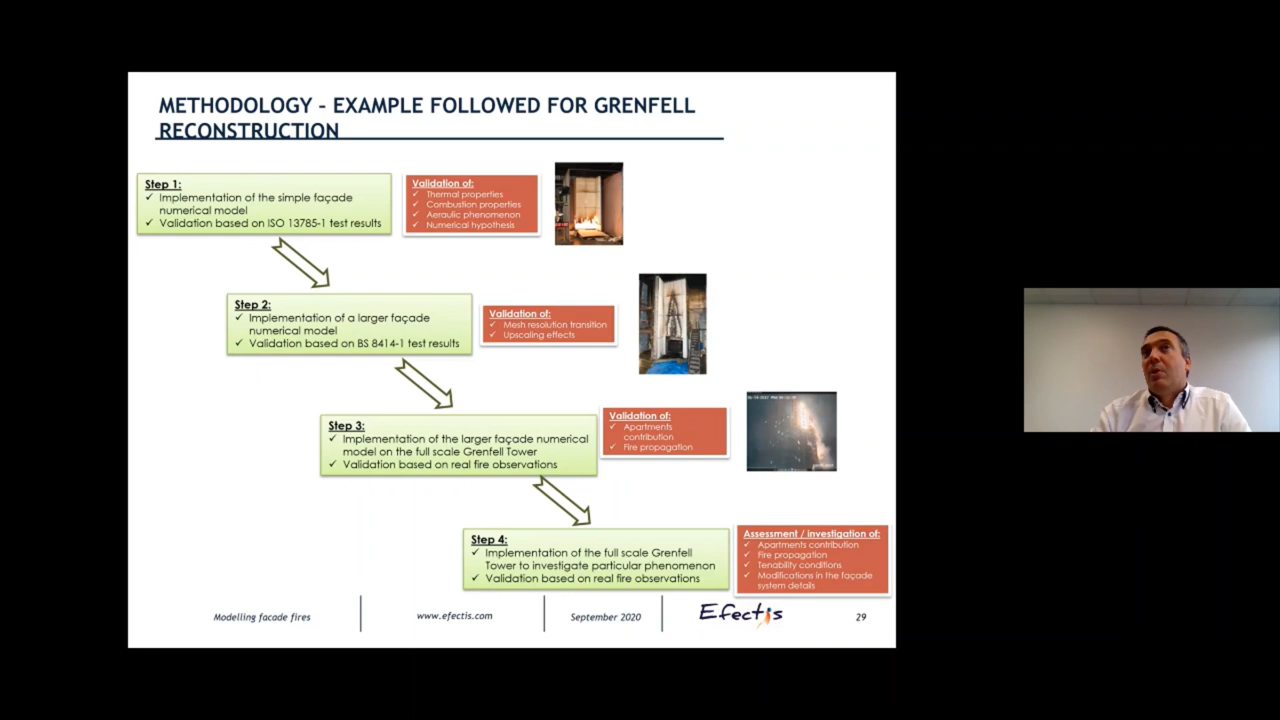 METHODOLOGY – EXAMPLE FOLLOWED FOR GRENFELL
RECONSTRUCTION
Step 1:
✓ Implementation of the simple façade
numerical model
✓ Validation based on ISO 13785-1 test results
Validation of:
✓ Thermal properties
✓ Combustion properties
✓ Aeraulic phenomenon
✓ Numerical hypothesis
Step 2:
✓ Implementation of a larger façade
numerical model
✓ Validation based on BS 8414-1 test results
Validation of:
✓ Mesh resolution transition
✓ Upscaling effects
Step 3:
✓ Implementation of the larger façade numerical
model on the full scale Grenfell Tower
✓ Validation based on real fire observations
Validation of:
✓ Apartments
contribution
✓ Fire propagation
Step 4:
✓ Implementation of the full scale Grenfell
Tower to investigate particular phenomenon
✓ Validation based on real fire observations
Assessment / investigation of:
✓ Apartments contribution
✓ Fire propagation
✓ Tenability conditions
✓ Modifications in the façade
system details
Modelling facade fires
www.efectis.com
September 2020
Efectis
29